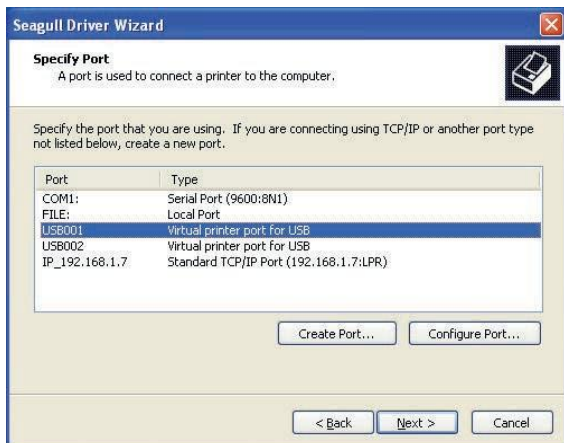 Seagull Driver Wizard
Specify Port
A port is used to connect a printer to the computer.
Specify the port that you are using. If you are connecting using TCP/IP or another port type
not listed below, create a new port.
Port Type
COM1: Serial Port (9600:8N1)
FILE: Local Port
USB001 Virtual printer port for USB
USB002 Virtual printer port for USB
IP_192.168.1.7 Standard TCP/IP Port (192.168.1.7:LPR)
Create Port... Configure Port...
< Back Next > Cancel